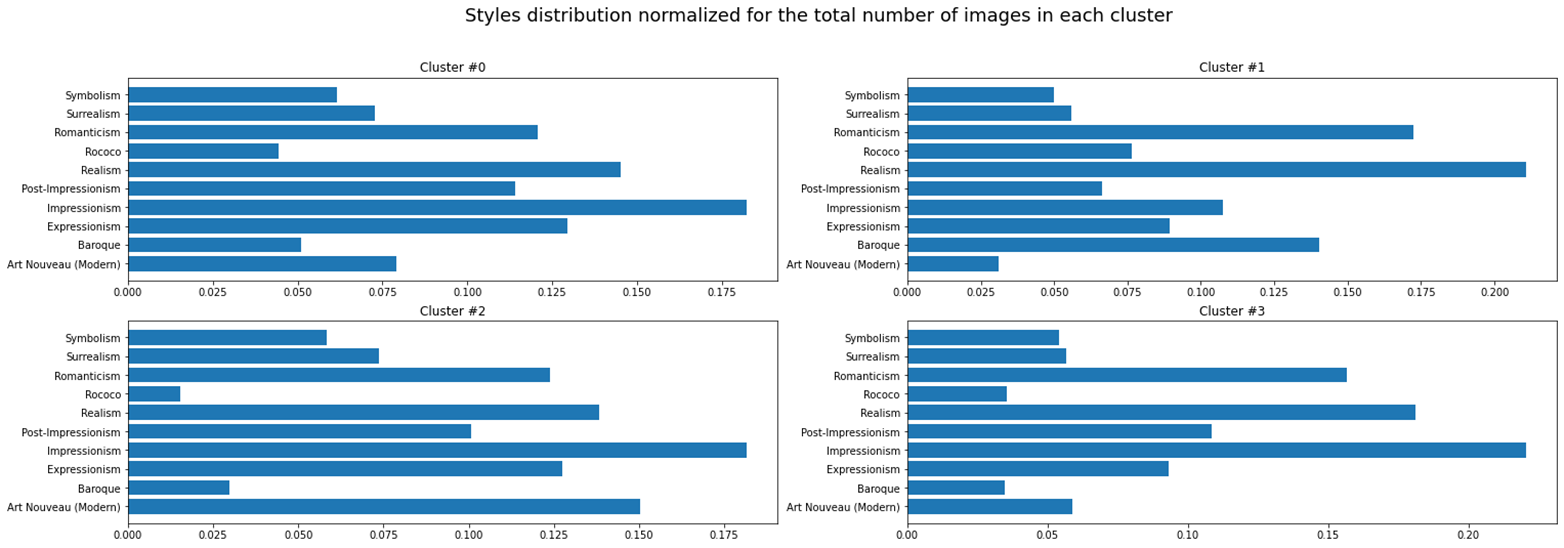 Styles distribution normalized for the total number of images in each cluster
Cluster #0
Symbolism
Surrealism
Romanticism
Rococo
Realism
Post-Impressionism
Impressionism
Expressionism
Baroque
Art Nouveau (Modern)
0.000 0.025 0.050 0.075 0.100 0.125 0.150 0.175
Cluster #1
Symbolism
Surrealism
Romanticism
Rococo
Realism
Post-Impressionism
Impressionism
Expressionism
Baroque
Art Nouveau (Modern)
0.000 0.025 0.050 0.075 0.100 0.125 0.150 0.175 0.200
Cluster #2
Symbolism
Surrealism
Romanticism
Rococo
Realism
Post-Impressionism
Impressionism
Expressionism
Baroque
Art Nouveau (Modern)
0.000 0.025 0.050 0.075 0.100 0.125 0.150 0.175
Cluster #3
Symbolism
Surrealism
Romanticism
Rococo
Realism
Post-Impressionism
Impressionism
Expressionism
Baroque
Art Nouveau (Modern)
0.00 0.05 0.10 0.15 0.20